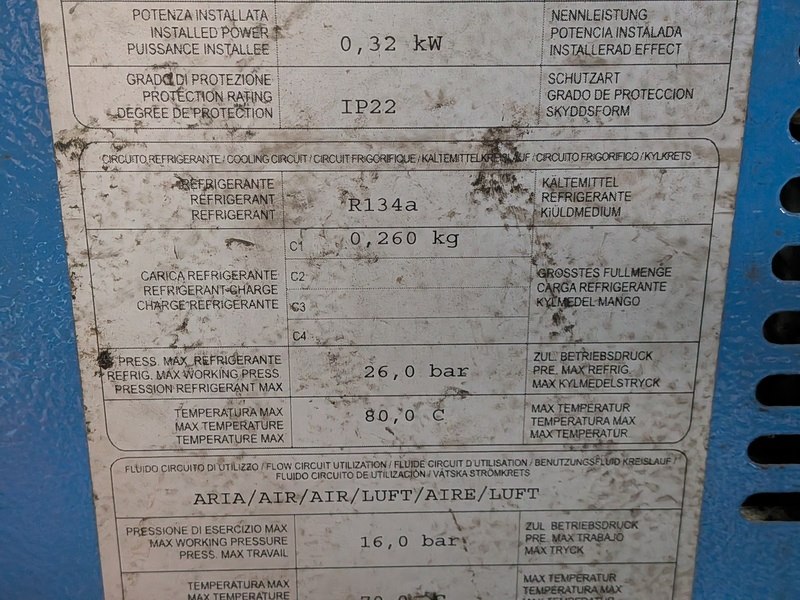 POTENZA INSTALLATA
INSTALLED POWER
PUISSANCE INSTALLEE
0,32 kW
NENNLEISTUNG
POTENCIA INSTALADA
INSTALLERAD EFFECT
GRADO DI PROTEZIONE
PROTECTION RATING
DEGREE DE PROTECTION
IP22
SCHUTZART
GRADO DE PROTECCION
SKYDDSFORM
CIRCUITO REFRIGERANTE / COOLING CIRCUIT / CIRCUIT FRIGORIFIQUE / KALTEMITTELKREISLAUF / CIRCUITO FRIGORIFICO / KYLKRETS
REFRIGERANTE
REFRIGERANT
REFRIGERANT
R134a
KALTEMITTEL
REFRIGERANTE
KIULDMEDIUM
CARICA REFRIGERANTE
REFRIGERANT CHARGE
CHARGE REFRIGERANTE
C1 0,260 kg
C2
C3
C4
GROSSTES FULLMENGE
CARGA REFRIGERANTE
KYLMEDEL MANGO
PRESS. MAX REFRIGERANTE
REFRIG. MAX WORKING PRESS
PRESSION REFRIGERANT MAX
26,0 bar
ZUL. BETRIEBSDRUCK
PRE. MAX REFRIG.
MAX KYLMEDELSTRYCK
TEMPERATURA MAX
MAX TEMPERATURE
TEMPERATURE MAX
80,0 C
MAX TEMPERATUR
TEMPERATURA MAX
MAX TEMPERATUR
FLUIDO CIRCUITO DI UTILIZZO / FLOW CIRCUIT UTILIZATION / FLUIDE CIRCUIT D'UTILISATION / BENUTZUNGSFLUID KREISLAUF /
FLUIDO CIRCUITO DE UTILIZACIÓN / VÄTSKA STRÖMKRETS
ARIA/AIR/AIR/LUFT/AIRE/LUFT
PRESSIONE DI ESERCIZIO MAX
MAX WORKING PRESSURE
PRESS. MAX TRAVAIL
16,0 bar
ZUL. BETRIEBSDRUCK
PRE. MAX TRABAJO
MAX TRYCK
TEMPERATURA MAX
MAX TEMPERATURE
70,0 C
MAX TEMPERATUR
TEMPERATURA MAX
MAX TEMPERATUR